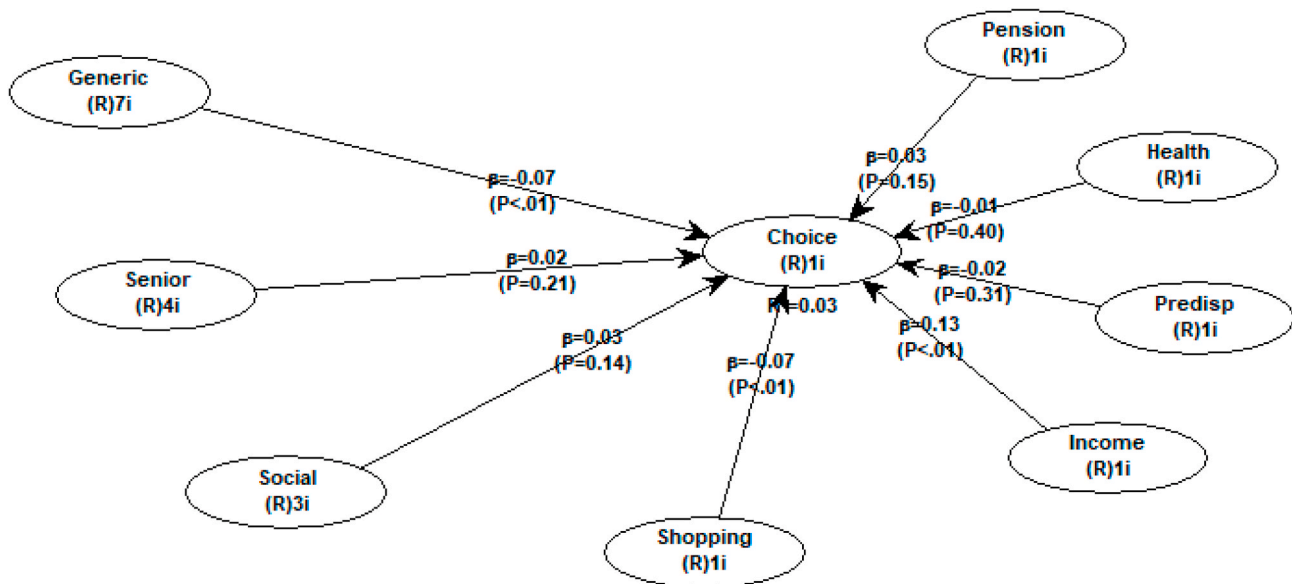 Pension
(R)1i
Generic
(R)7i
Health
(R)1i
β=0.03
(P=0.15)
β=-0.07
(P<.01)
β=-0.01
(P=0.40)
Choice
(R)1i
Senior
(R)4i
β=0.02
(P=0.21)
β=-0.02
(P=0.31)
Predisp
(R)1i
=0.03
β=0.03
(P=0.14)
β=0.13
(P<.01)
β=-0.07
(P<.01)
Income
(R)1i
Social
(R)3i
Shopping
(R)1i